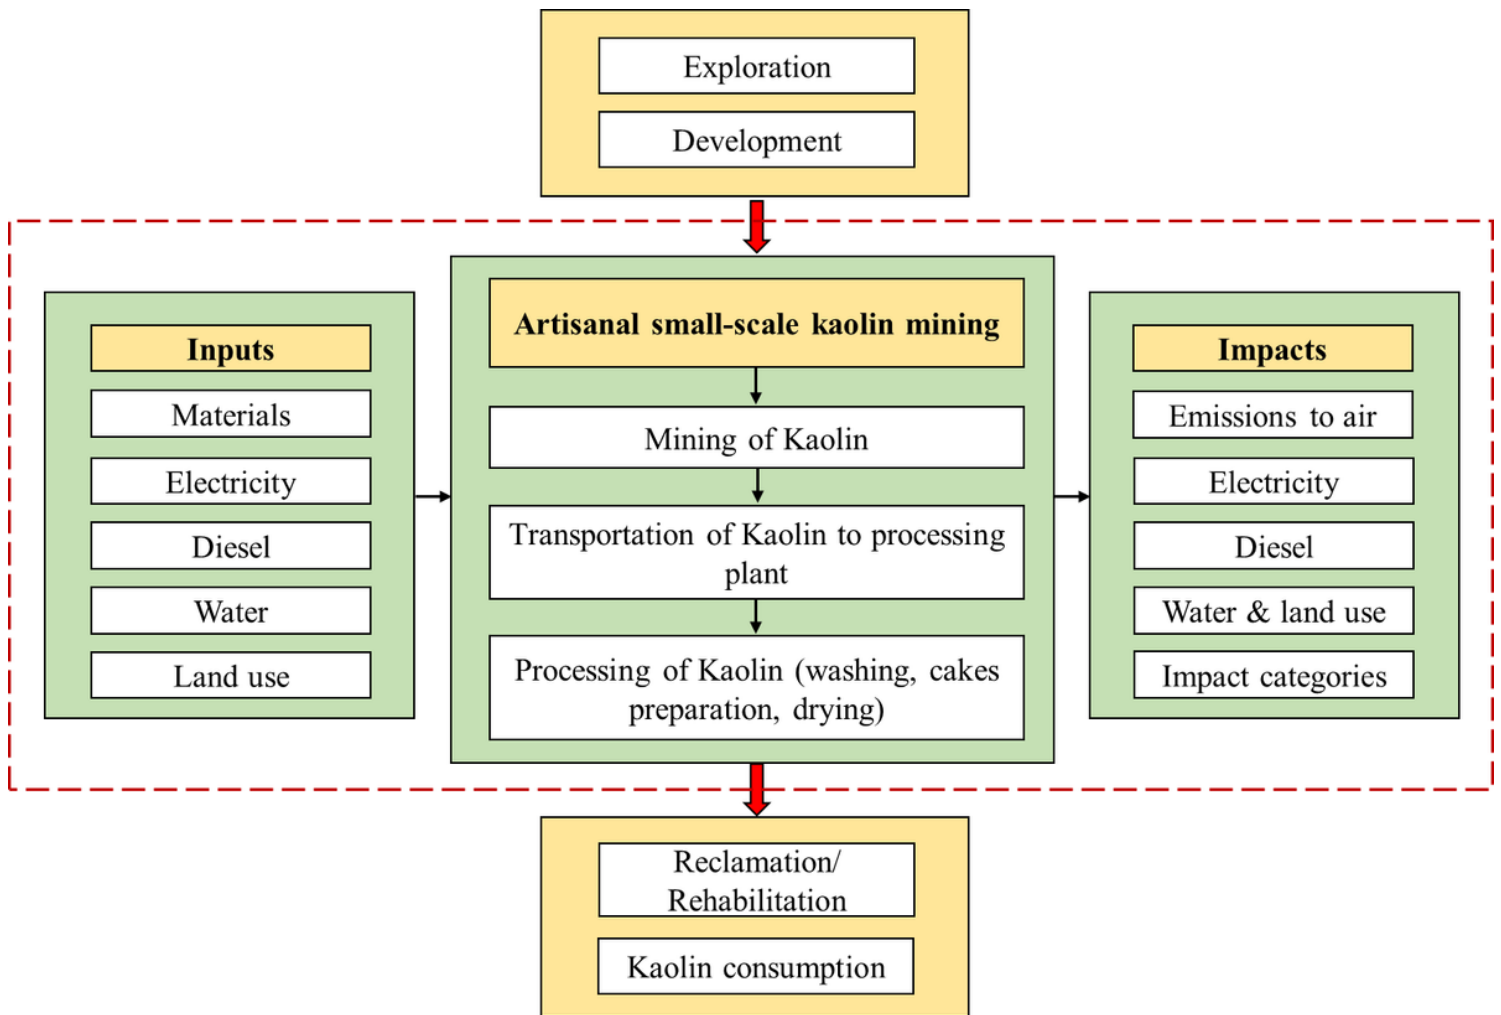 Exploration
Development
Inputs
Materials
Electricity
Diesel
Water
Land use
Artisanal small-scale kaolin mining
Mining of Kaolin
Transportation of Kaolin to processing
plant
Processing of Kaolin (washing, cakes
preparation, drying)
Impacts
Emissions to air
Electricity
Diesel
Water & land use
Impact categories
Reclamation/
Rehabilitation
Kaolin consumption